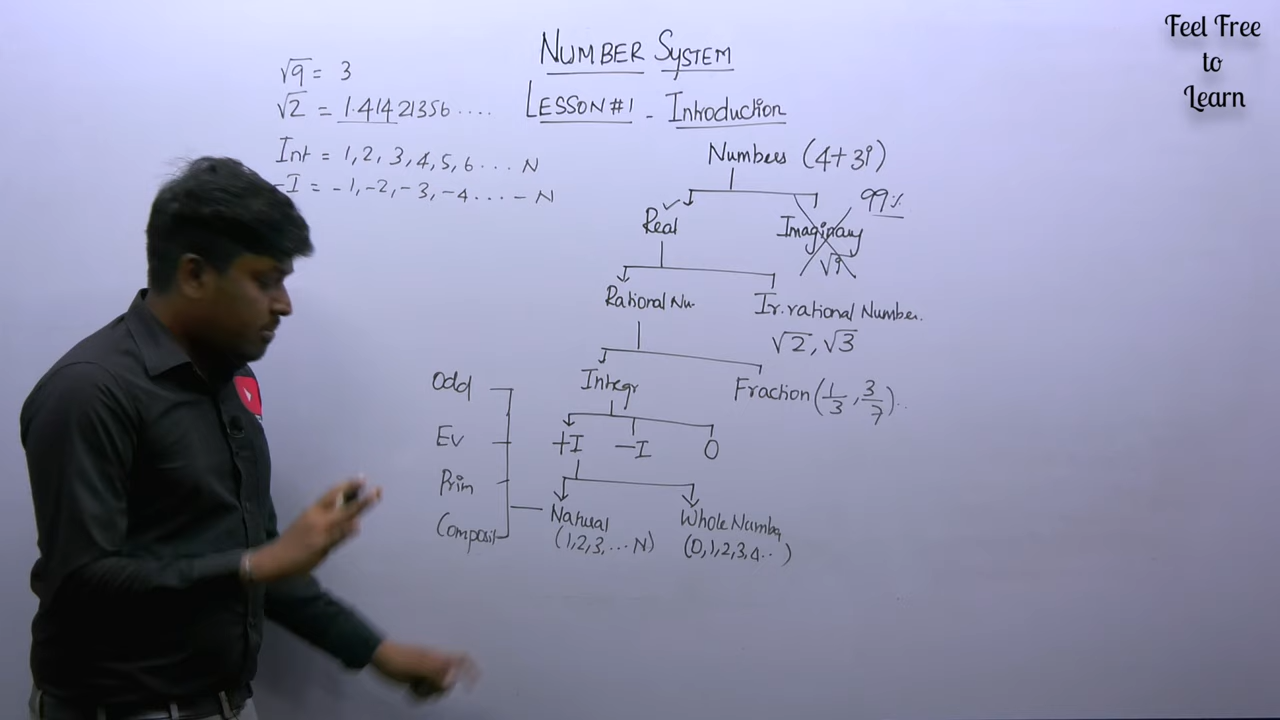 Feel Free
to
Learn
NUMBER SYSTEM
LESSON #1 - Introduction
√9 = 3
√2 = 1.41421356....
Int = 1, 2, 3, 4, 5, 6... N
-I = -1, -2, -3, -4.... - N
Numbers (4+3i)
99%
Real
Imaginary
√9
Rational Nu.
Ir.rational Number.
√2, √3
Integr
Fraction (1/3, 3/7)..
+I -I 0
Odd
Ev
Prim
Composit
Natural
(1,2,3,...N)
Whole Numbe
(0,1,2,3,4..)